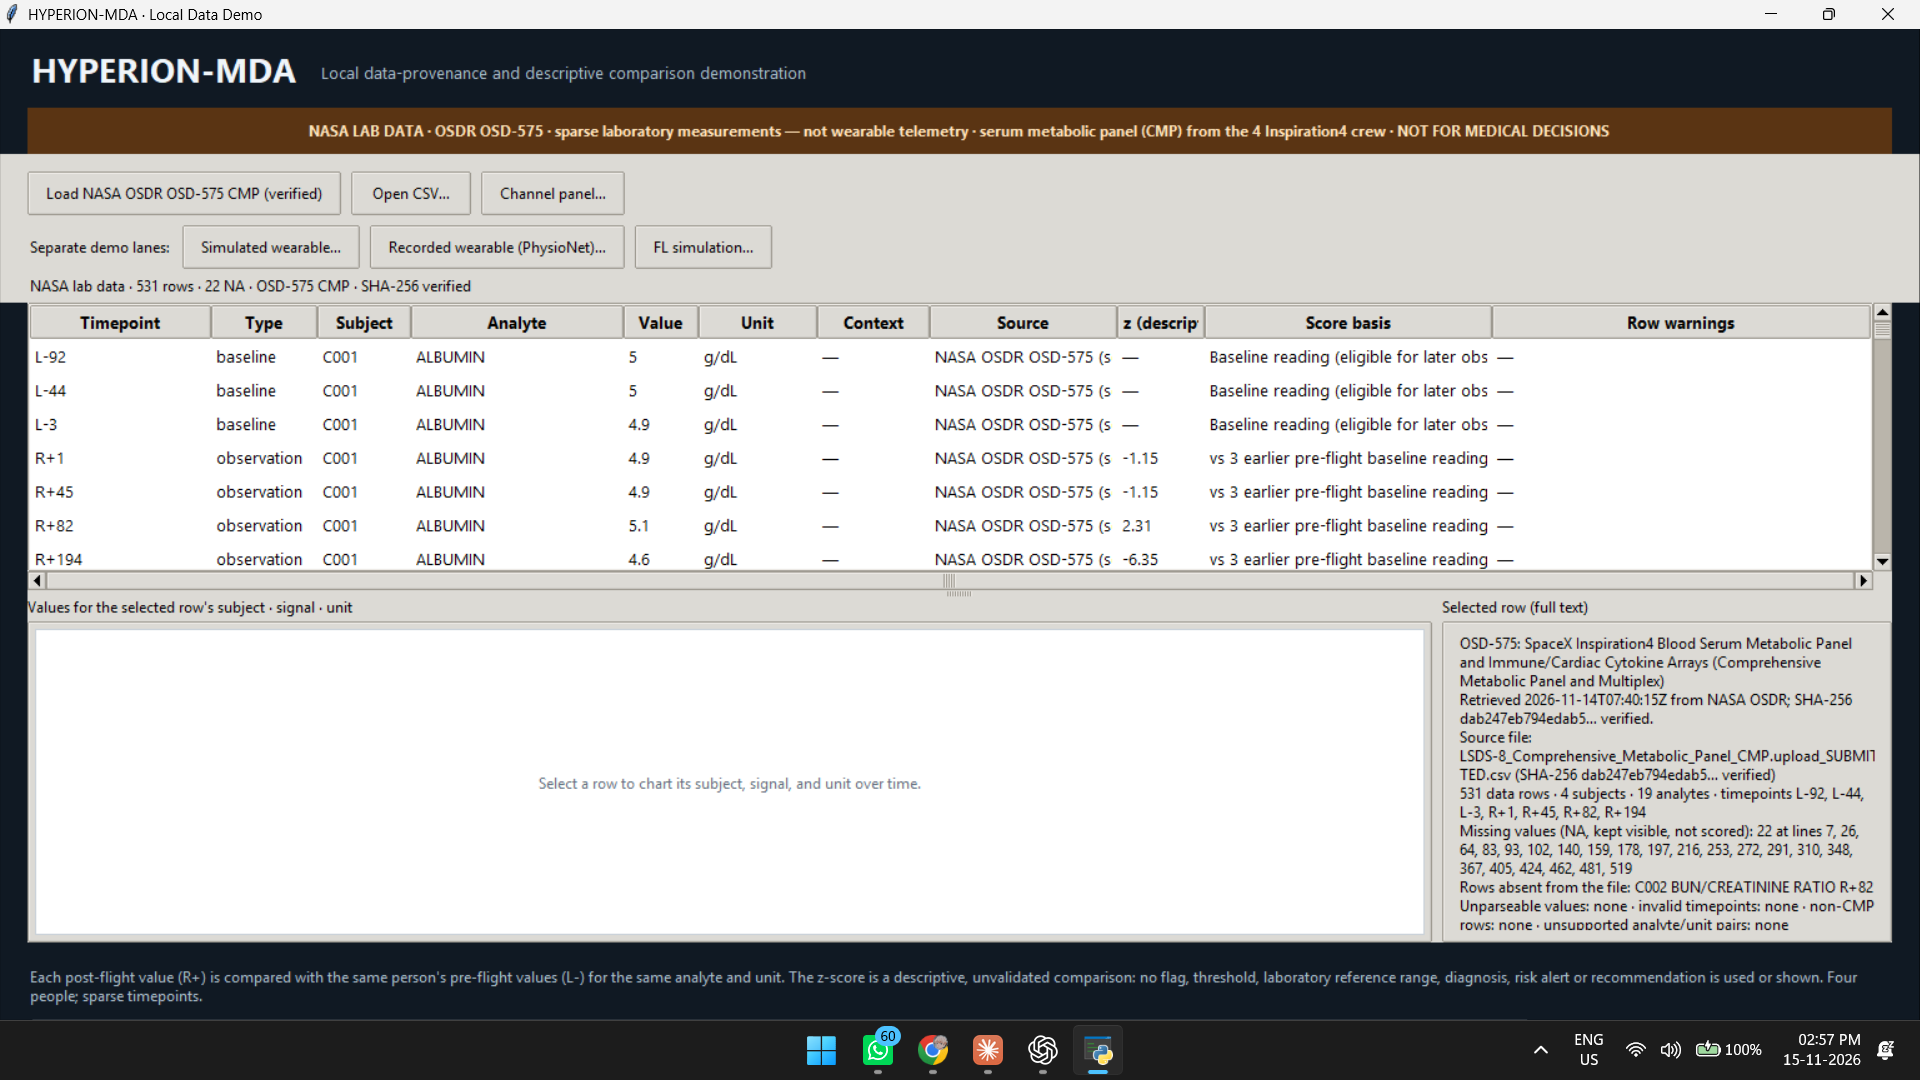 HYPERION-MDA · Local Data Demo
HYPERION-MDA Local data-provenance and descriptive comparison demonstration
NASA LAB DATA · OSDR OSD-575 · sparse laboratory measurements — not wearable telemetry · serum metabolic panel (CMP) from the 4 Inspiration4 crew · NOT FOR MEDICAL DECISIONS
Load NASA OSDR OSD-575 CMP (verified) Open CSV... Channel panel...
Separate demo lanes: Simulated wearable... Recorded wearable (PhysioNet)... FL simulation...
NASA lab data · 531 rows · 22 NA · OSD-575 CMP · SHA-256 verified
Timepoint Type Subject Analyte Value Unit Context Source z (descrip Score basis Row warnings
L-92 baseline C001 ALBUMIN 5 g/dL — NASA OSDR OSD-575 (s — Baseline reading (eligible for later obs —
L-44 baseline C001 ALBUMIN 5 g/dL — NASA OSDR OSD-575 (s — Baseline reading (eligible for later obs —
L-3 baseline C001 ALBUMIN 4.9 g/dL — NASA OSDR OSD-575 (s — Baseline reading (eligible for later obs —
R+1 observation C001 ALBUMIN 4.9 g/dL — NASA OSDR OSD-575 (s -1.15 vs 3 earlier pre-flight baseline reading —
R+45 observation C001 ALBUMIN 4.9 g/dL — NASA OSDR OSD-575 (s -1.15 vs 3 earlier pre-flight baseline reading —
R+82 observation C001 ALBUMIN 5.1 g/dL — NASA OSDR OSD-575 (s 2.31 vs 3 earlier pre-flight baseline reading —
R+194 observation C001 ALBUMIN 4.6 g/dL — NASA OSDR OSD-575 (s -6.35 vs 3 earlier pre-flight baseline reading —
Values for the selected row's subject · signal · unit
Select a row to chart its subject, signal, and unit over time.
Selected row (full text)
OSD-575: SpaceX Inspiration4 Blood Serum Metabolic Panel
and Immune/Cardiac Cytokine Arrays (Comprehensive
Metabolic Panel and Multiplex)
Retrieved 2026-11-14T07:40:15Z from NASA OSDR; SHA-256
dab247eb794edab5... verified.
Source file:
LSDS-8_Comprehensive_Metabolic_Panel_CMP.upload_SUBMIT
TED.csv (SHA-256 dab247eb794edab5... verified)
531 data rows · 4 subjects · 19 analytes · timepoints L-92, L-44,
L-3, R+1, R+45, R+82, R+194
Missing values (NA, kept visible, not scored): 22 at lines 7, 26,
64, 83, 93, 102, 140, 159, 178, 197, 216, 253, 272, 291, 310, 348,
367, 405, 424, 462, 481, 519
Rows absent from the file: C002 BUN/CREATININE RATIO R+82
Unparseable values: none · invalid timepoints: none · non-CMP
rows: none · unsupported analyte/unit pairs: none
Each post-flight value (R+) is compared with the same person's pre-flight values (L-) for the same analyte and unit. The z-score is a descriptive, unvalidated comparison: no flag, threshold, laboratory reference range, diagnosis, risk alert or recommendation is used or shown. Four
people; sparse timepoints.
60
ENG
US
100%
02:57 PM
15-11-2026